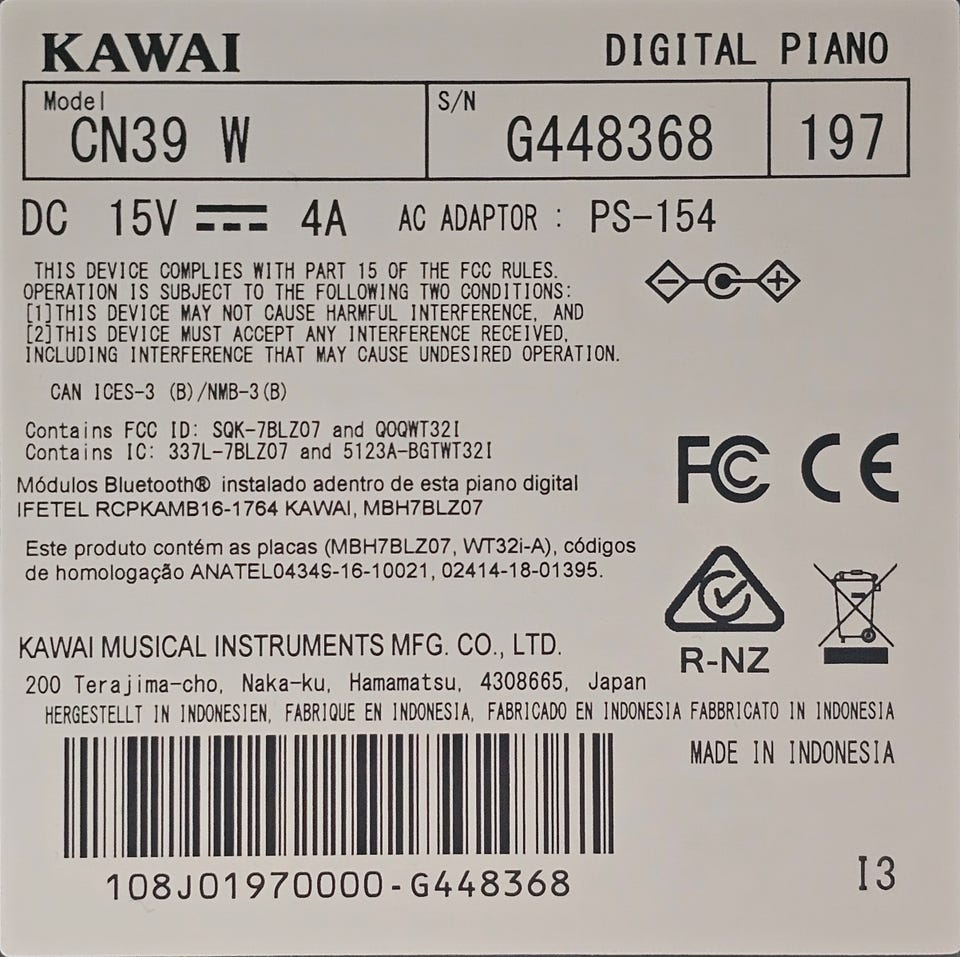 KAWAI DIGITAL PIANO
Model CN39 W S/N G448368 197
DC 15V 4A AC ADAPTOR : PS-154
THIS DEVICE COMPLIES WITH PART 15 OF THE FCC RULES.
OPERATION IS SUBJECT TO THE FOLLOWING TWO CONDITIONS:
[1]THIS DEVICE MAY NOT CAUSE HARMFUL INTERFERENCE, AND
[2]THIS DEVICE MUST ACCEPT ANY INTERFERENCE RECEIVED,
INCLUDING INTERFERENCE THAT MAY CAUSE UNDESIRED OPERATION.
CAN ICES-3 (B)/NMB-3(B)
Contains FCC ID: SQK-7BLZ07 and QOQWT32I
Contains IC: 337L-7BLZ07 and 5123A-BGTWT32I
FC CE
Módulos Bluetooth® instalado adentro de esta piano digital
IFETEL RCPKAMB16-1764 KAWAI, MBH7BLZ07
Este produto contém as placas (MBH7BLZ07, WT32i-A), códigos
de homologação ANATEL04349-16-10021, 02414-18-01395.
R-NZ
KAWAI MUSICAL INSTRUMENTS MFG. CO., LTD.
200 Terajima-cho, Naka-ku, Hamamatsu, 4308665, Japan
HERGESTELLT IN INDONESIEN, FABRIQUE EN INDONESIA, FABRICADO EN INDONESIA FABBRICATO IN INDONESIA
MADE IN INDONESIA
108J01970000-G448368
I3